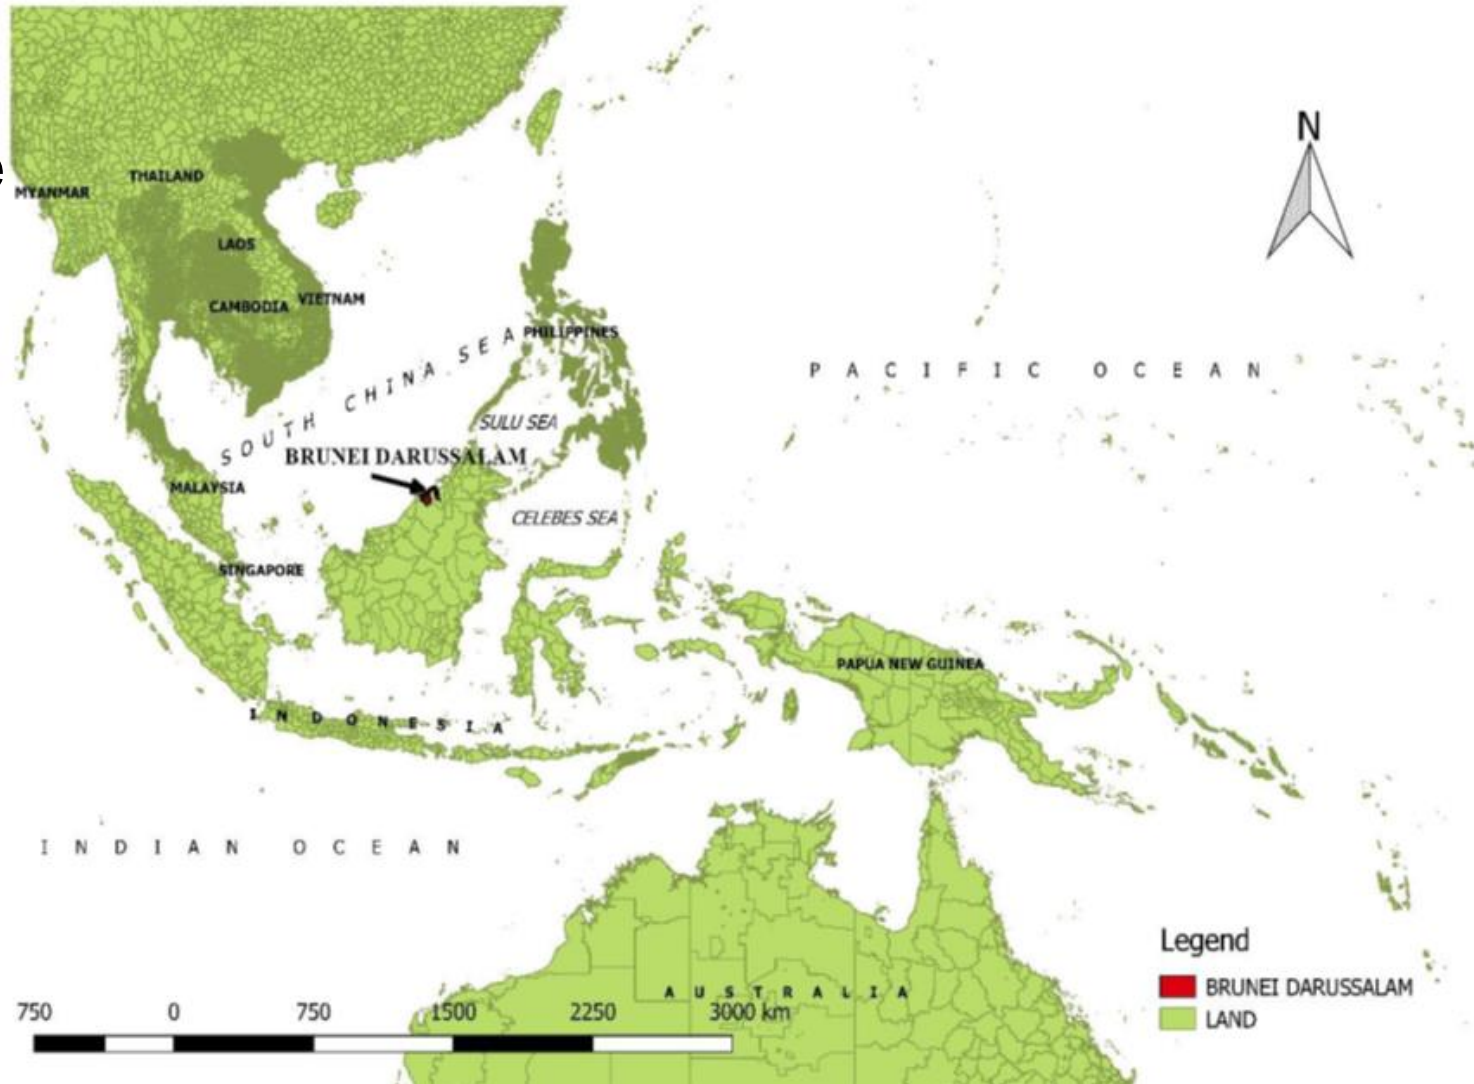 N
e
THAILAND
MYANMAR
LAOS
CAMBODIA
VIETNAM
PHILIPPINES
SOUTH CHINA SEA
PACIFIC OCEAN
SULU SEA
BRUNEI DARUSSALAM
MALAYSIA
CELEBES SEA
SINGAPORE
PAPUA NEW GUINEA
INDONESIA
INDIAN OCEAN
AUSTRALIA
Legend
BRUNEI DARUSSALAM
LAND
750 0 750 1500 2250 3000 km